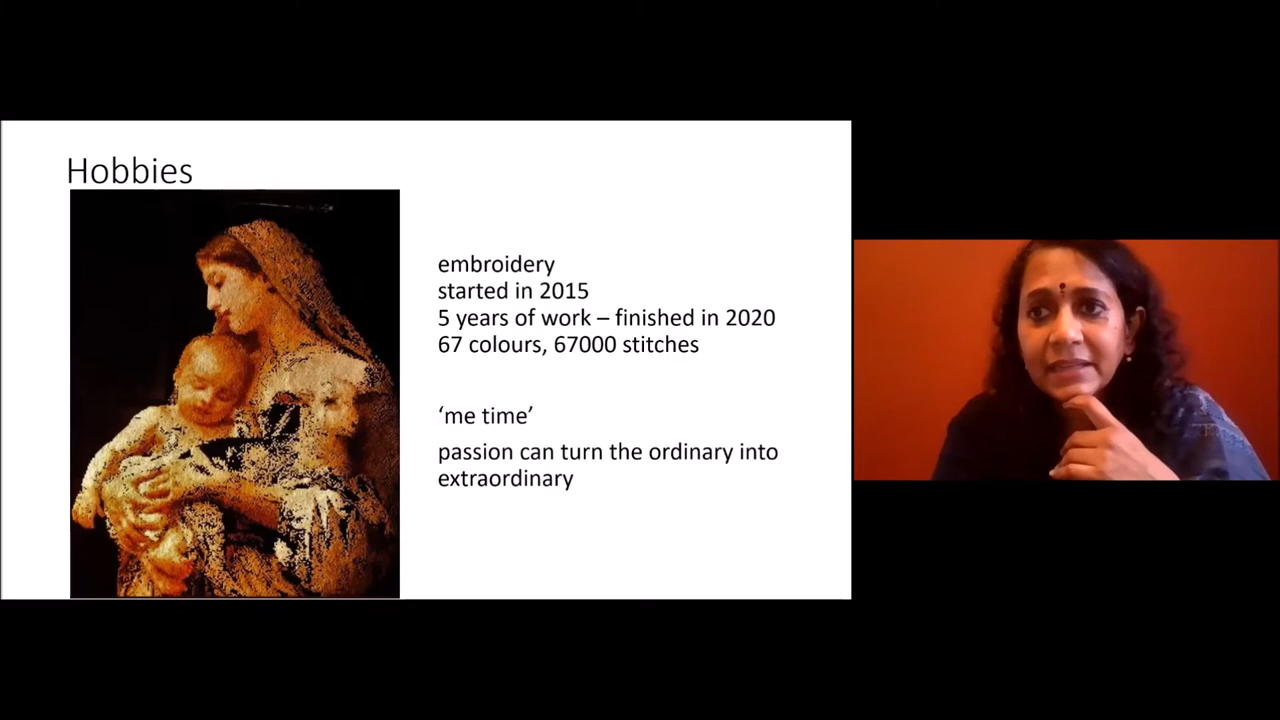 Hobbies
embroidery
started in 2015
5 years of work – finished in 2020
67 colours, 67000 stitches
‘me time’
passion can turn the ordinary into
extraordinary